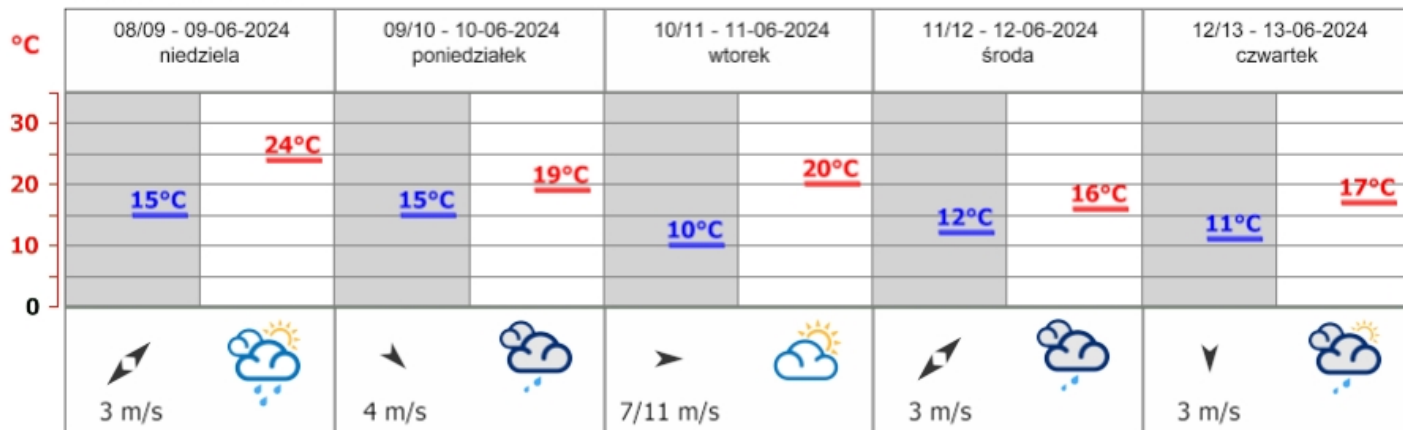 °C
08/09 - 09-06-2024
niedziela
09/10 - 10-06-2024
poniedziałek
10/11 - 11-06-2024
wtorek
11/12 - 12-06-2024
środa
12/13 - 13-06-2024
czwartek
30
20
10
0
15°C
24°C
15°C
19°C
10°C
20°C
12°C
16°C
11°C
17°C
3 m/s
4 m/s
7/11 m/s
3 m/s
3 m/s